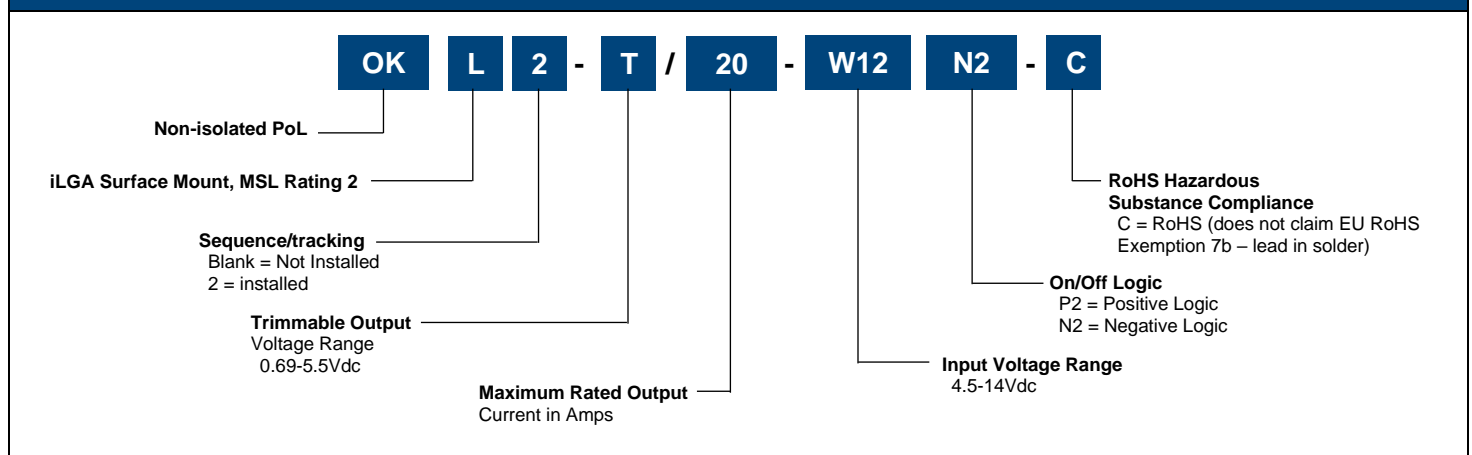 OK L 2 - T / 20 - W12 N2 - C
Non-isolated PoL
iLGA Surface Mount, MSL Rating 2
Sequence/tracking
Blank = Not Installed
2 = installed
Trimmable Output
Voltage Range
0.69-5.5Vdc
Maximum Rated Output
Current in Amps
RoHS Hazardous
Substance Compliance
C = RoHS (does not claim EU RoHS
Exemption 7b – lead in solder)
On/Off Logic
P2 = Positive Logic
N2 = Negative Logic
Input Voltage Range
4.5-14Vdc